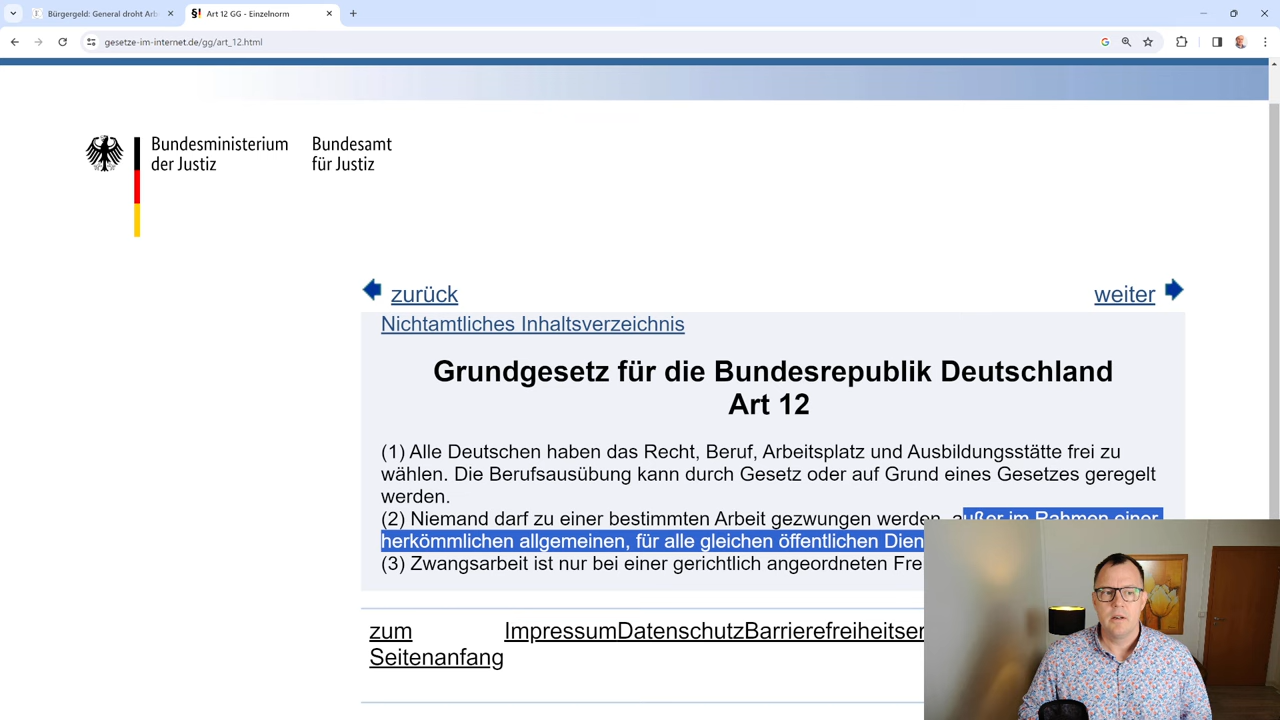 Bürgergeld: General droht Arb
§! Art 12 GG - Einzelnorm
gesetze-im-internet.de/gg/art_12.html
Bundesministerium
der Justiz
Bundesamt
für Justiz
zurück
weiter
Nichtamtliches Inhaltsverzeichnis
Grundgesetz für die Bundesrepublik Deutschland
Art 12
(1) Alle Deutschen haben das Recht, Beruf, Arbeitsplatz und Ausbildungsstätte frei zu
wählen. Die Berufsausübung kann durch Gesetz oder auf Grund eines Gesetzes geregelt
werden.
(2) Niemand darf zu einer bestimmten Arbeit gezwungen werden, außer im Rahmen einer
herkömmlichen allgemeinen, für alle gleichen öffentlichen Dien
(3) Zwangsarbeit ist nur bei einer gerichtlich angeordneten Fre
zum
Seitenanfang
ImpressumDatenschutzBarrierefreiheitser